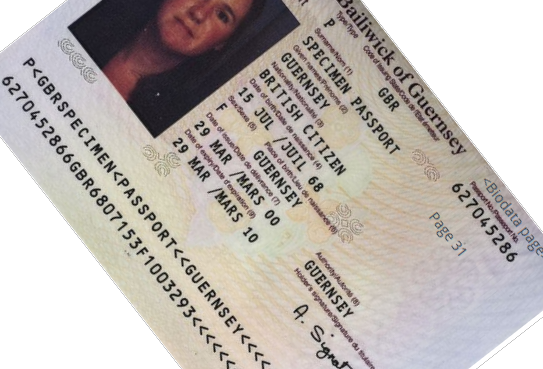 Bailiwick of Guernsey
<Biodata page
Page 31
Type/Type
Code of issuing State/Code de l'État émetteur
Passport No./Passeport No.
P
GBR
627045286
Surname/Nom (1)
SPECIMEN PASSPORT
Given names/Prénoms (2)
GUERNSEY
Nationality/Nationalité (3)
BRITISH CITIZEN
Date of birth/Date de naissance (4)
15 JUL /JUIL 68
Sex/Sexe (5)
Place of birth/Lieu de naissance (6)
F
GUERNSEY
Date of issue/Date de délivrance (7)
Authority/Autorité (8)
29 MAR /MARS 00
GUERNSEY
Date of expiry/Date d'expiration (9)
Holder's signature/Signature du titulaire
29 MAR /MARS 10
A. Signat
P<GBRSPECIMEN<PASSPORT<<GUERNSEY<<<<
6270452866GBR6807153F1003293<<<<<<